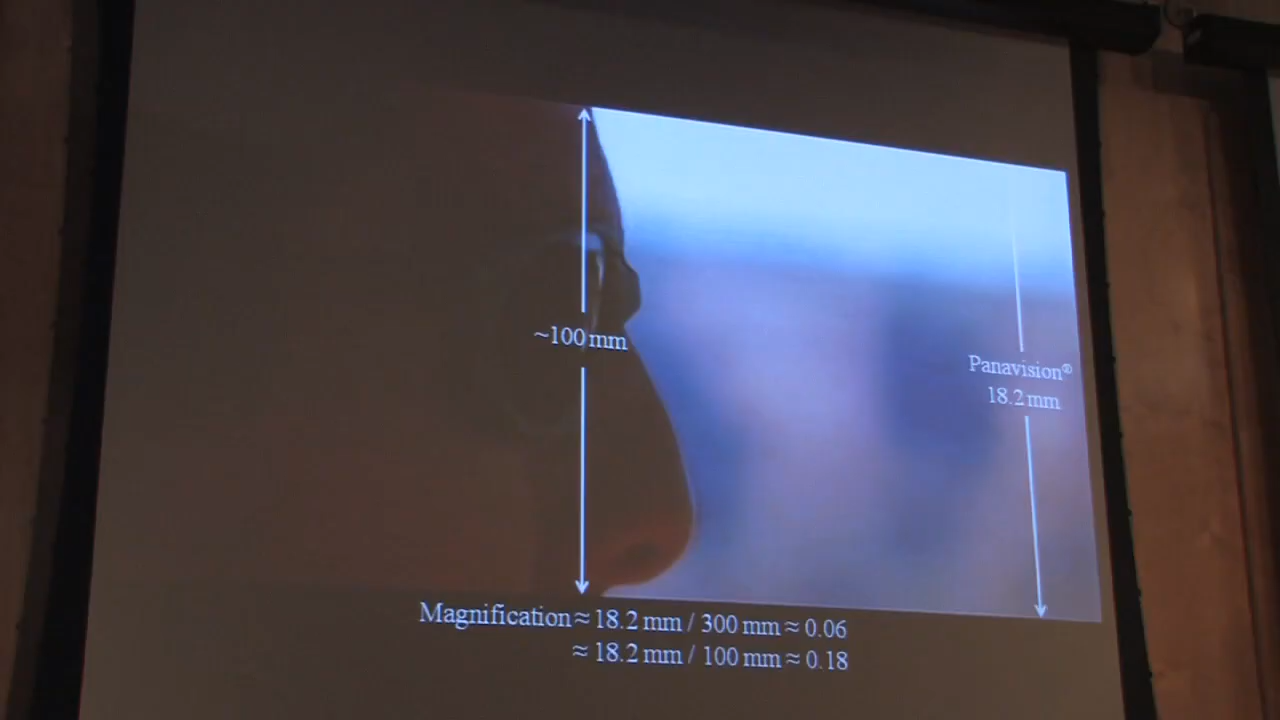 ~100 mm
Panavision®
18.2 mm
Magnification ≈ 18.2 mm / 300 mm ≈ 0.06
≈ 18.2 mm / 100 mm ≈ 0.18